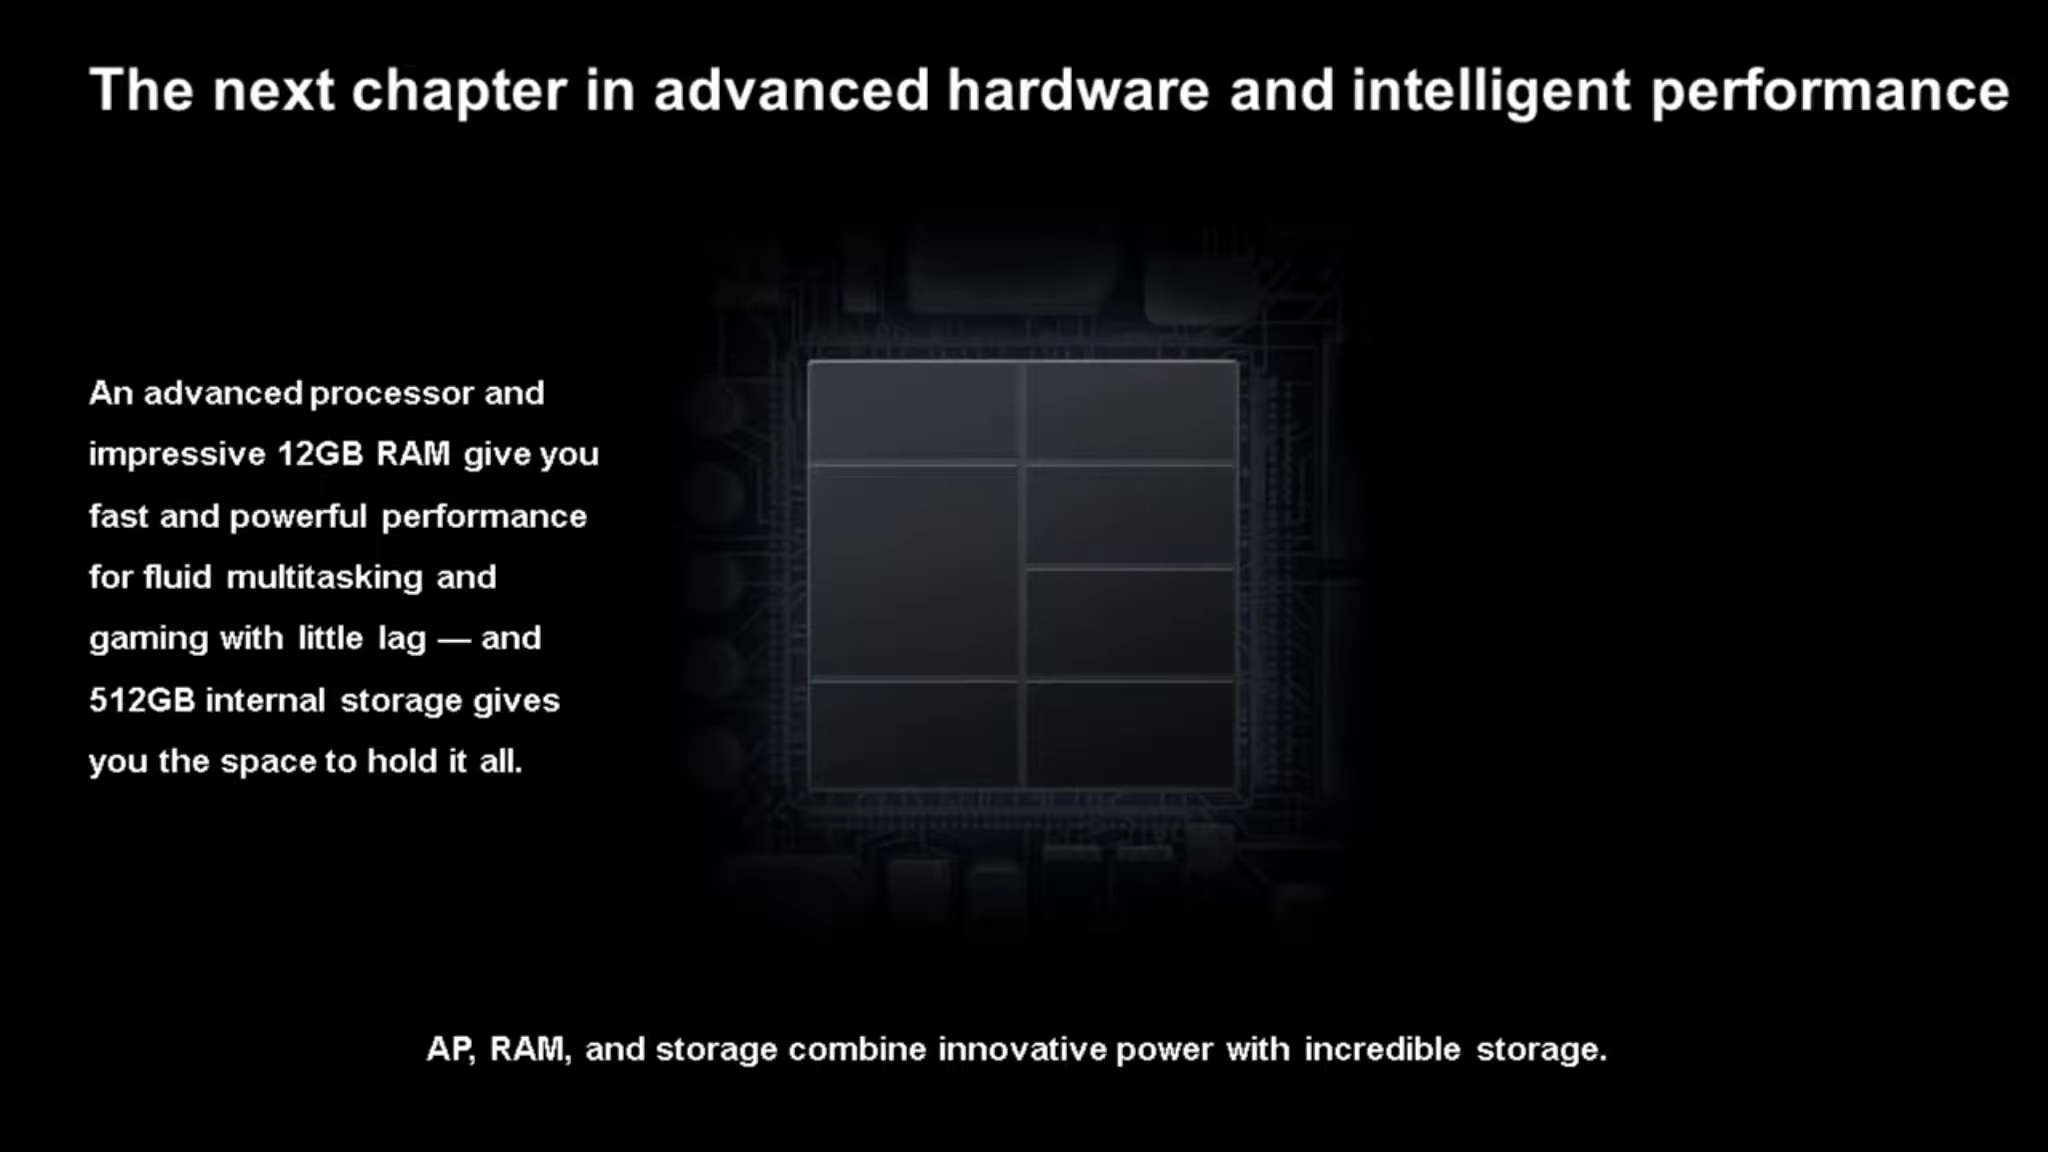 The next chapter in advanced hardware and intelligent performance
An advanced processor and
impressive 12GB RAM give you
fast and powerful performance
for fluid multitasking and
gaming with little lag — and
512GB internal storage gives
you the space to hold it all.
AP, RAM, and storage combine innovative power with incredible storage.